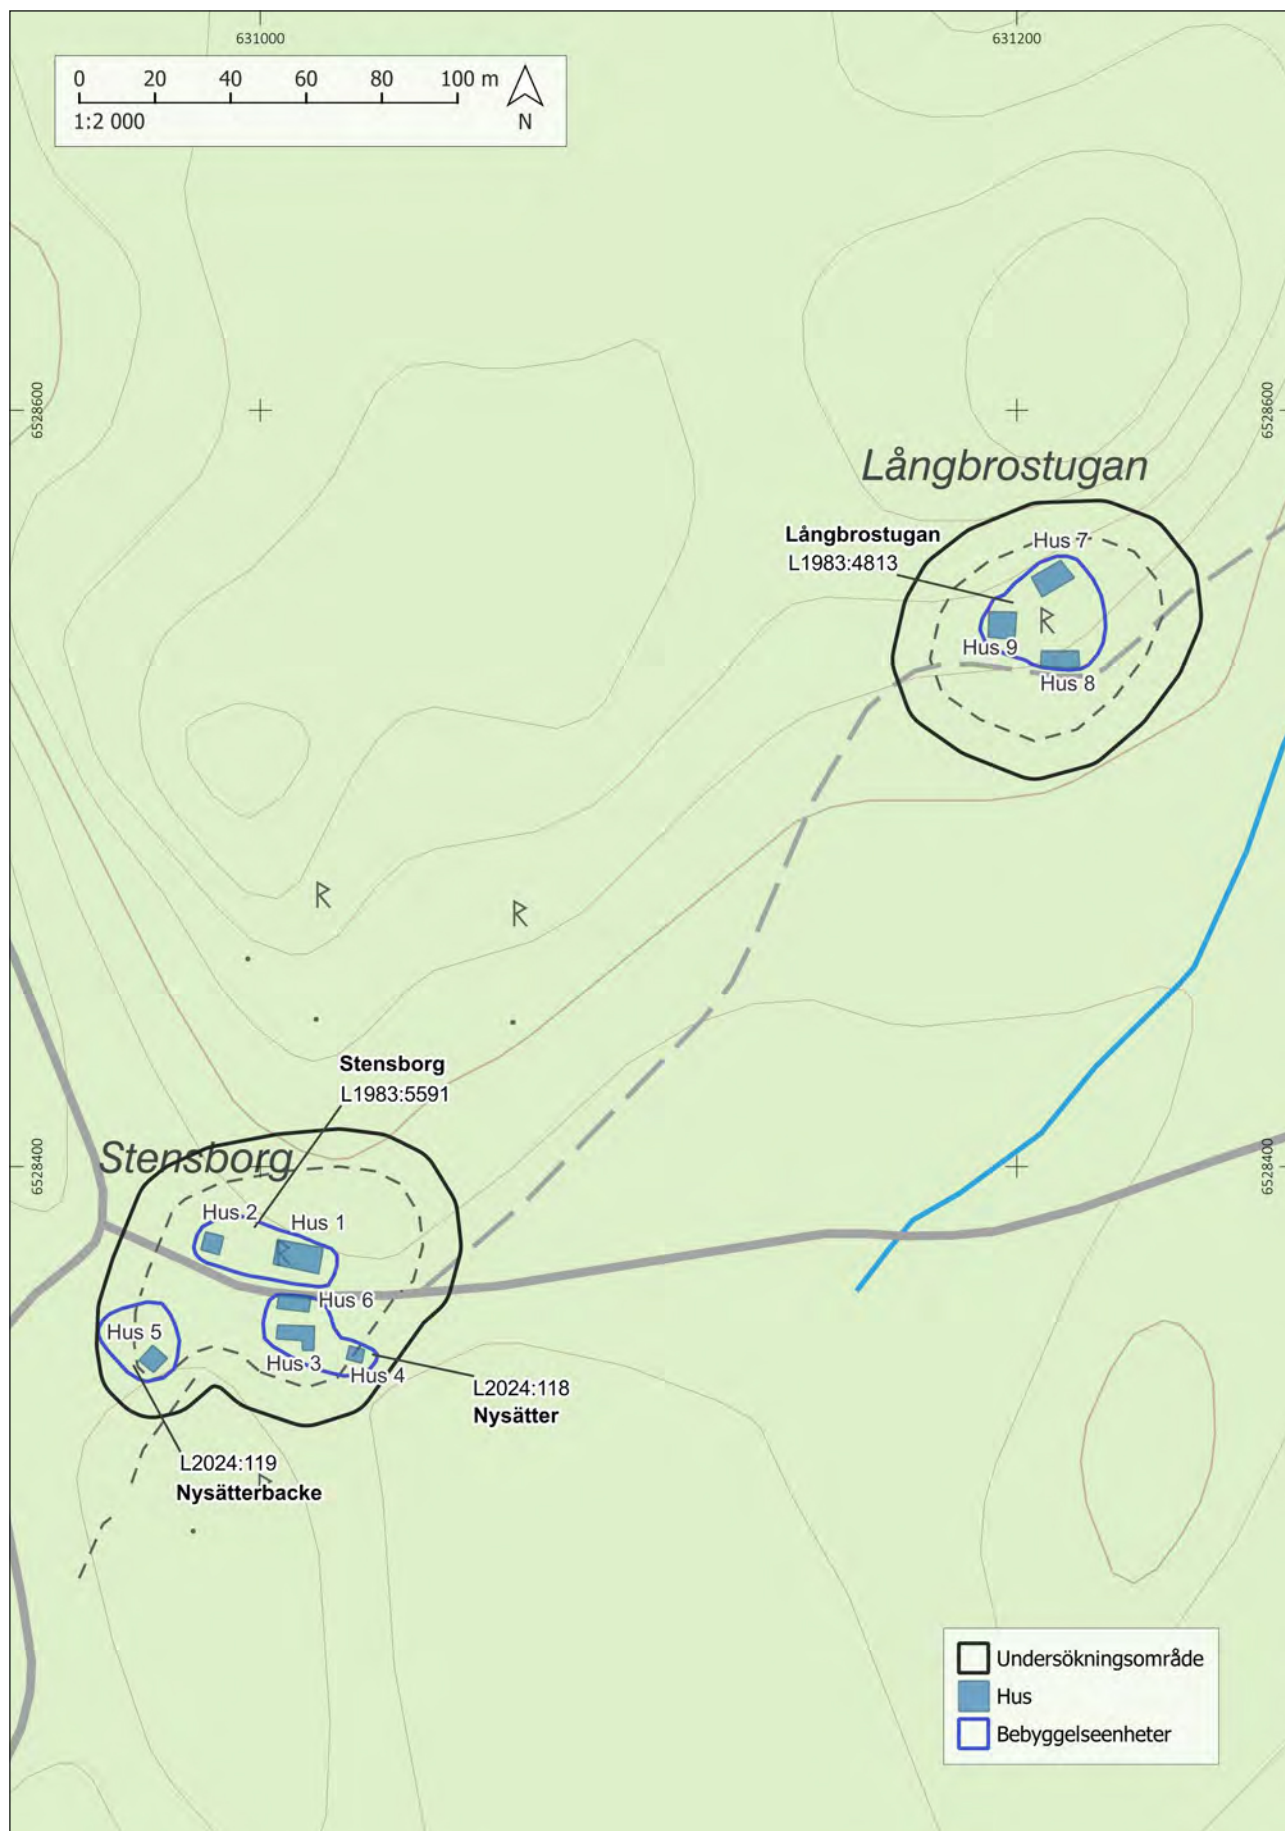 631000
631200
0 20 40 60 80 100 m
1:2 000
N
6528600
6528600
Långbrostugan
Långbrostugan
L1983:4813
Hus 7
R
Hus 9
Hus 8
R
R
Stensborg
L1983:5591
6528400
6528400
Stensborg
Hus 2
Hus 1
R
Hus 6
Hus 5
Hus 3
Hus 4
L2024:118
Nysätter
L2024:119
Nysätterbacke
Undersökningsområde
Hus
Bebyggelseenheter